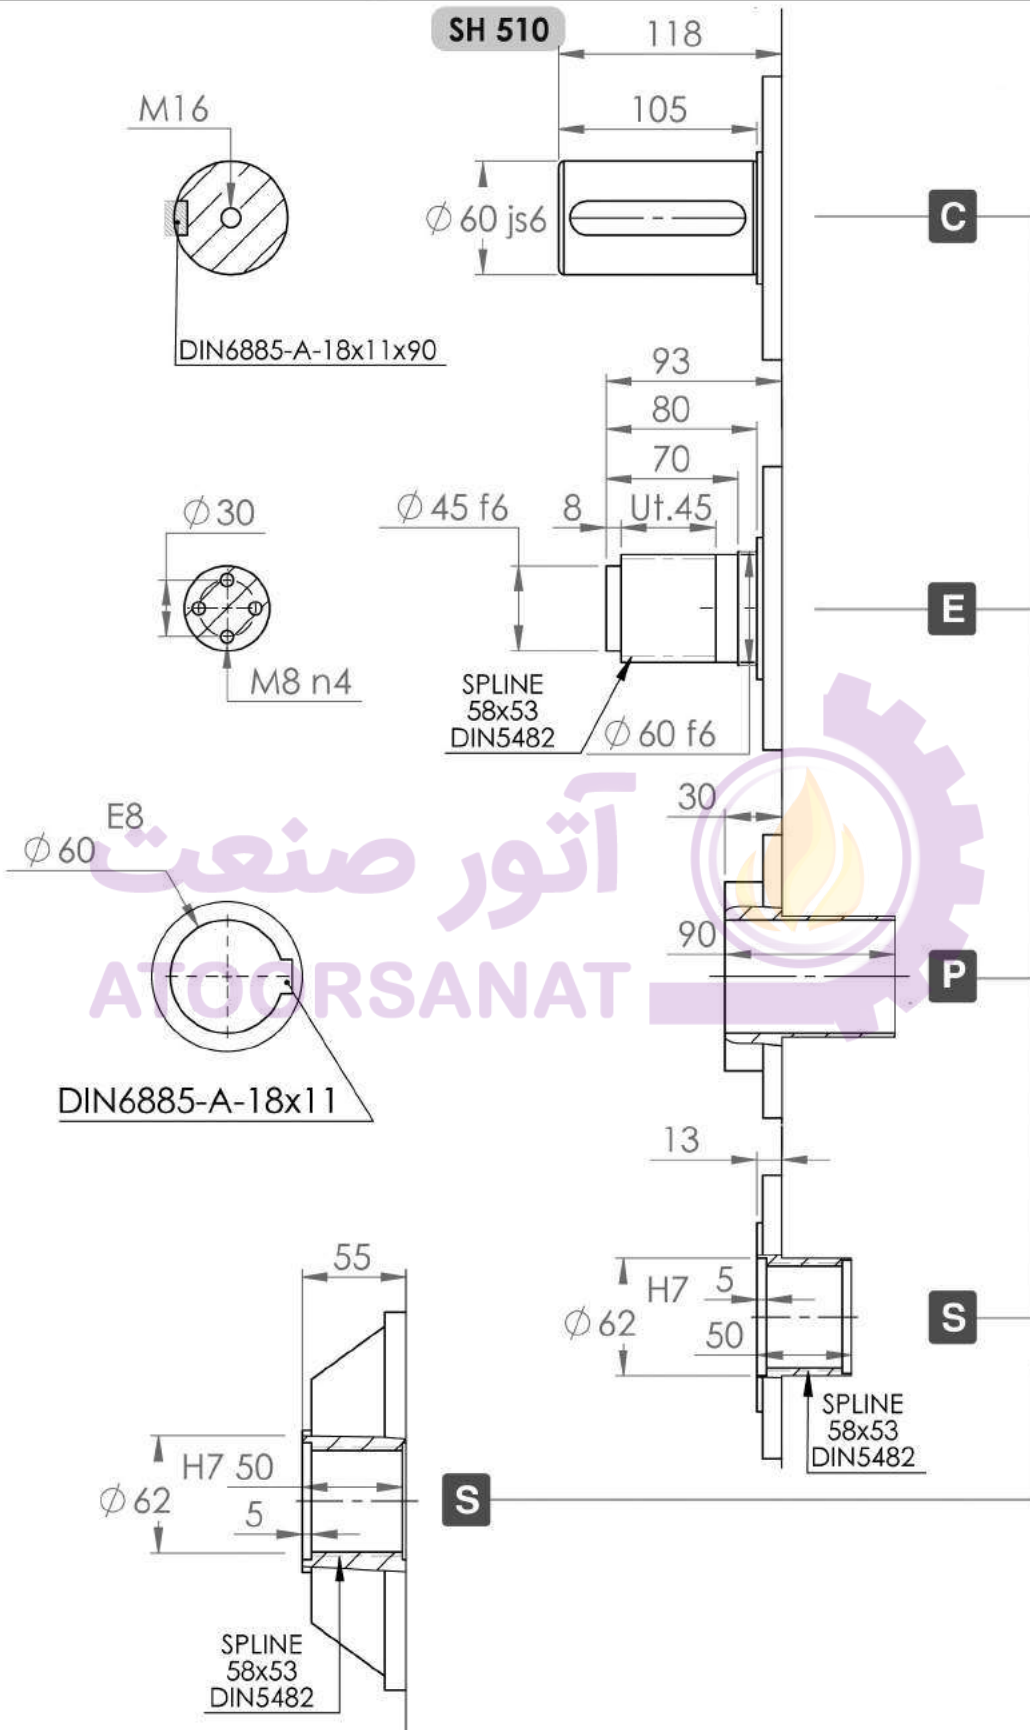 SH 510
118
105
M16
Ø 60 js6
C
DIN6885-A-18x11x90
93
80
70
Ø 30
Ø 45 f6
8
Ut.45
E
M8 n4
SPLINE
58x53
DIN5482
Ø 60 f6
30
E8
Ø 60
آتور صنعت
90
P
ATOORSANAT
DIN6885-A-18x11
13
55
H7
5
Ø 62
50
S
SPLINE
58x53
DIN5482
H7 50
Ø 62
5
S
SPLINE
58x53
DIN5482